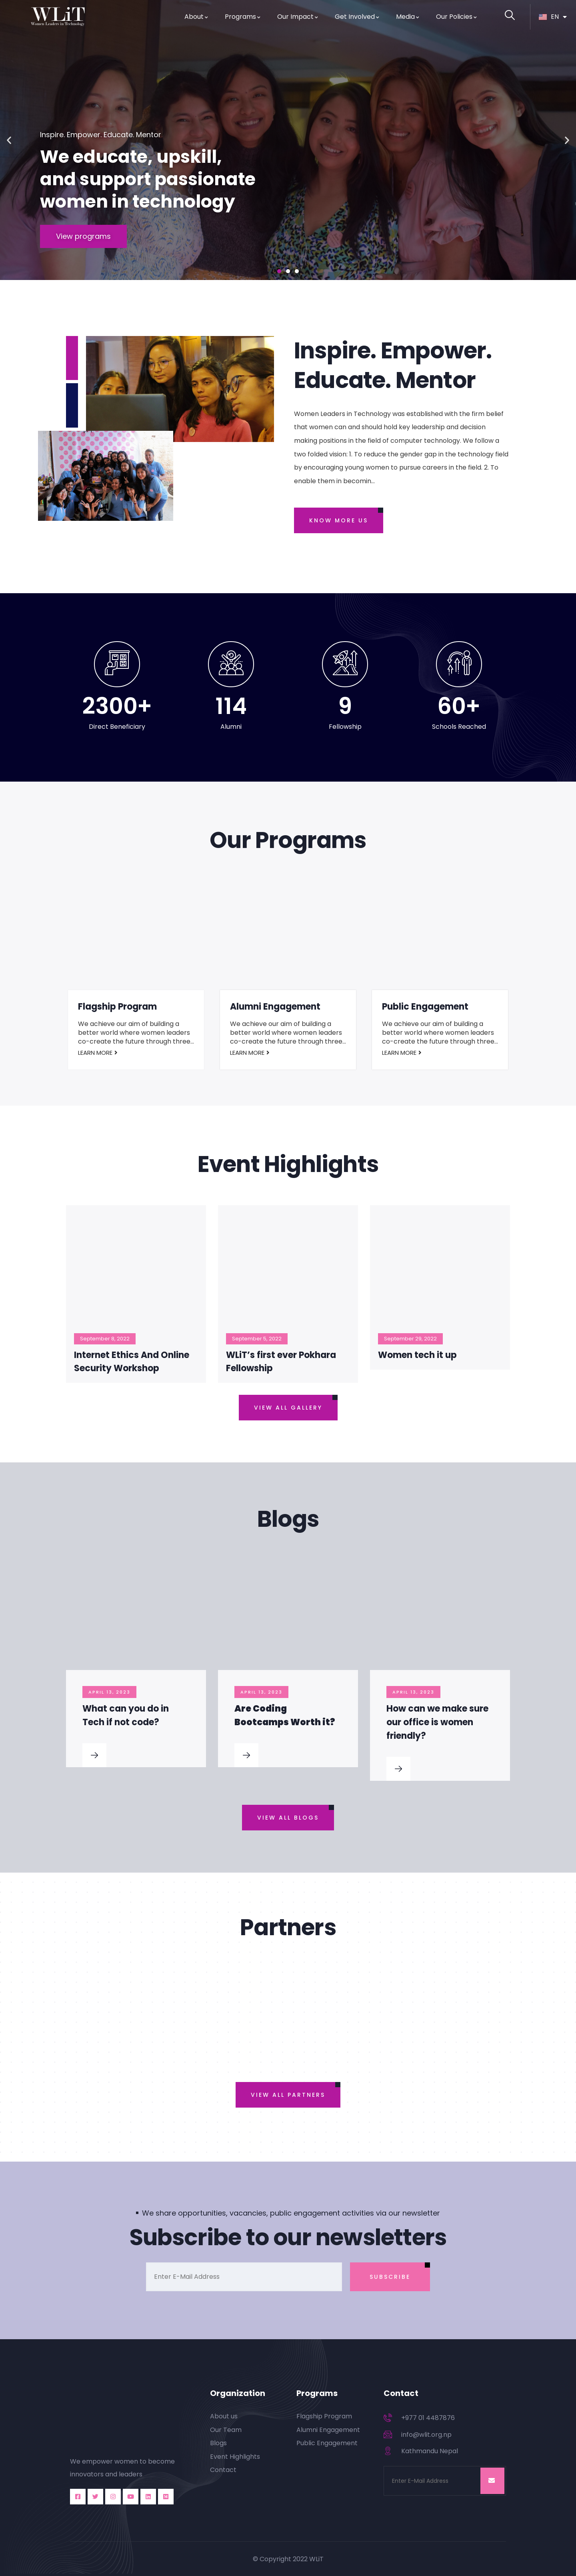 WLiT
Women Leaders in Technology
About
Programs
Our Impact
Get Involved
Media
Our Policies
EN
Inspire. Empower. Educate. Mentor
We educate, upskill,
and support passionate
women in technology
View programs
Inspire. Empower.
Educate. Mentor
Women Leaders in Technology was established with the firm belief
that women can and should hold key leadership and decision
making positions in the field of computer technology. We follow a
two folded vision: 1. To reduce the gender gap in the technology field
by encouraging young women to pursue careers in the field. 2. To
enable them in becomin...
KNOW MORE US
2300+
Direct Beneficiary
114
Alumni
9
Fellowship
60+
Schools Reached
Our Programs
Flagship Program
We achieve our aim of building a
better world where women leaders
co-create the future through three...
LEARN MORE
Alumni Engagement
We achieve our aim of building a
better world where women leaders
co-create the future through three...
LEARN MORE
Public Engagement
We achieve our aim of building a
better world where women leaders
co-create the future through three...
LEARN MORE
Event Highlights
September 8, 2022
Internet Ethics And Online
Security Workshop
September 5, 2022
WLiT's first ever Pokhara
Fellowship
September 25, 2022
Women tech it up
VIEW ALL GALLERY
Blogs
APRIL 13, 2023
What can you do in
Tech if not code?
APRIL 13, 2023
Are Coding
Bootcamps Worth it?
APRIL 13, 2023
How can we make sure
our office is women
friendly?
VIEW ALL BLOGS
Partners
VIEW ALL PARTNERS
• We share opportunities, vacancies, public engagement activities via our newsletter
Subscribe to our newsletters
Enter E-Mail Address
SUBSCRIBE
We empower women to become
innovators and leaders
Organization
About us
Our Team
Blogs
Event Highlights
Contact
Programs
Flagship Program
Alumni Engagement
Public Engagement
Contact
+977 01 4487876
info@wlit.org.np
Kathmandu Nepal
Enter E-Mail Address
© Copyright 2022 WLiT